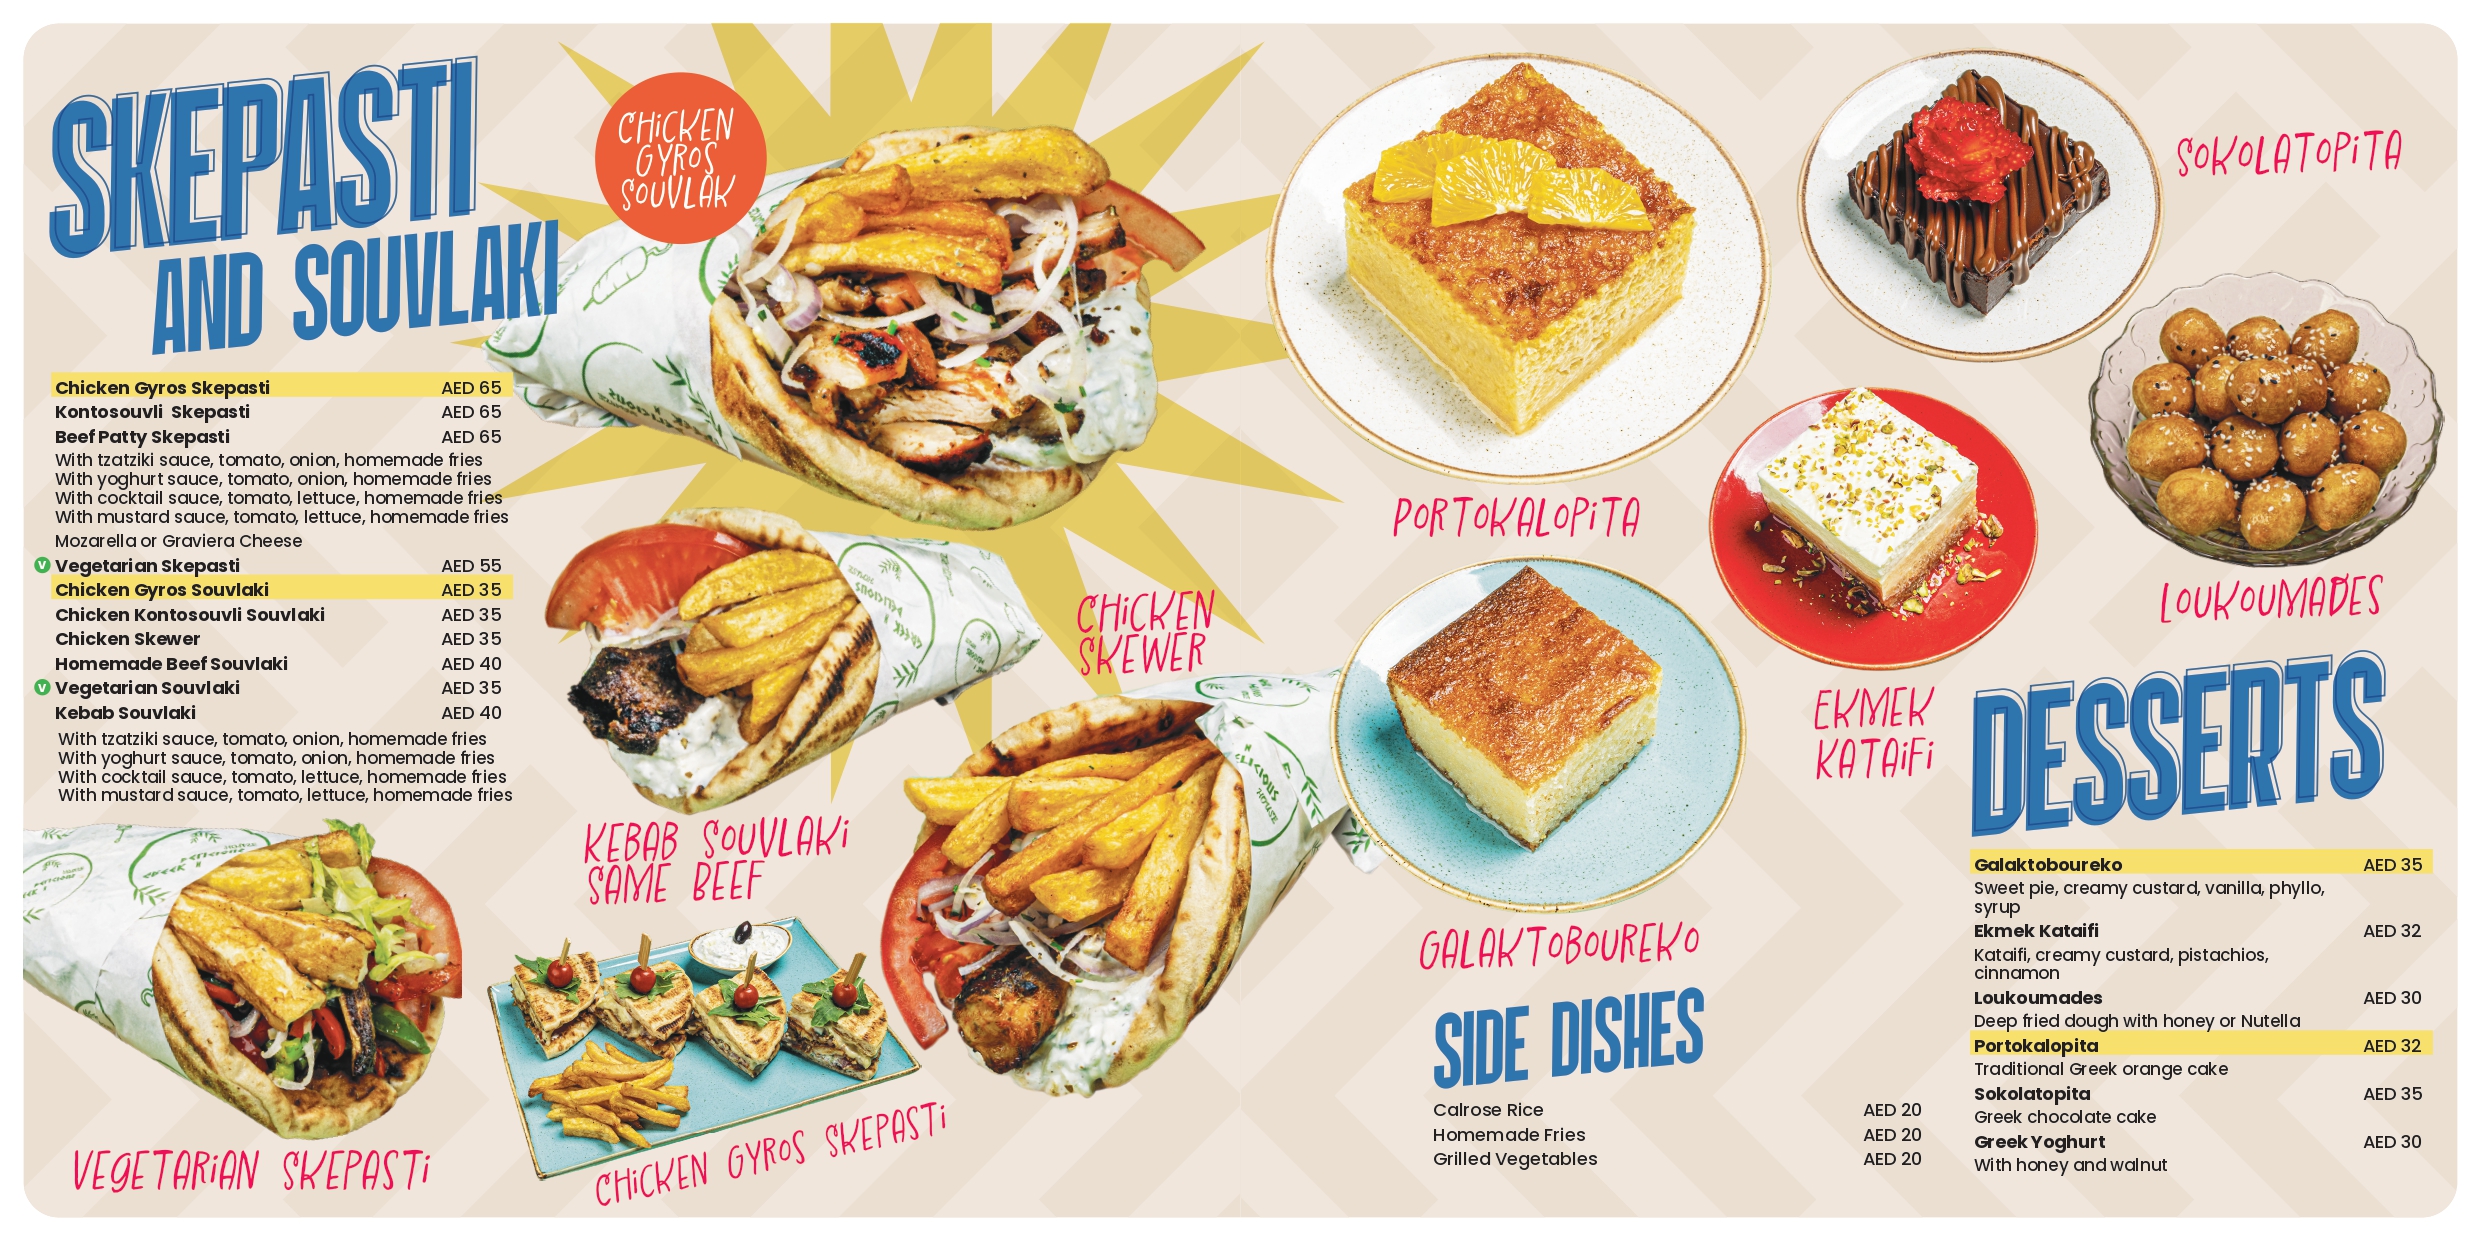 SKEPASTI
AND SOUVLAKI
CHiCKEN
GYROS
SOUVLAK
Chicken Gyros Skepasti AED 65
Kontosouvli Skepasti AED 65
Beef Patty Skepasti AED 65
With tzatziki sauce, tomato, onion, homemade fries
With yoghurt sauce, tomato, onion, homemade fries
With cocktail sauce, tomato, lettuce, homemade fries
With mustard sauce, tomato, lettuce, homemade fries
Mozarella or Graviera Cheese
V Vegetarian Skepasti AED 55
Chicken Gyros Souvlaki AED 35
Chicken Kontosouvli Souvlaki AED 35
Chicken Skewer AED 35
Homemade Beef Souvlaki AED 40
V Vegetarian Souvlaki AED 35
Kebab Souvlaki AED 40
With tzatziki sauce, tomato, onion, homemade fries
With yoghurt sauce, tomato, onion, homemade fries
With cocktail sauce, tomato, lettuce, homemade fries
With mustard sauce, tomato, lettuce, homemade fries
VEGETARiAN SKEPASTi
KEBAB SOUVLAKi
SAME BEEF
CHiCKEN
SKEWER
CHiCKEN GYROS SKEPASTi
PORTOKALOPiTA
SOKOLATOPiTA
LOUKOUMADES
EKMEK
KATAiFi
GALAKTOBOUREKO
SIDE DISHES
Calrose Rice AED 20
Homemade Fries AED 20
Grilled Vegetables AED 20
DESSERTS
Galaktoboureko AED 35
Sweet pie, creamy custard, vanilla, phyllo,
syrup
Ekmek Kataifi AED 32
Kataifi, creamy custard, pistachios,
cinnamon
Loukoumades AED 30
Deep fried dough with honey or Nutella
Portokalopita AED 32
Traditional Greek orange cake
Sokolatopita AED 35
Greek chocolate cake
Greek Yoghurt AED 30
With honey and walnut